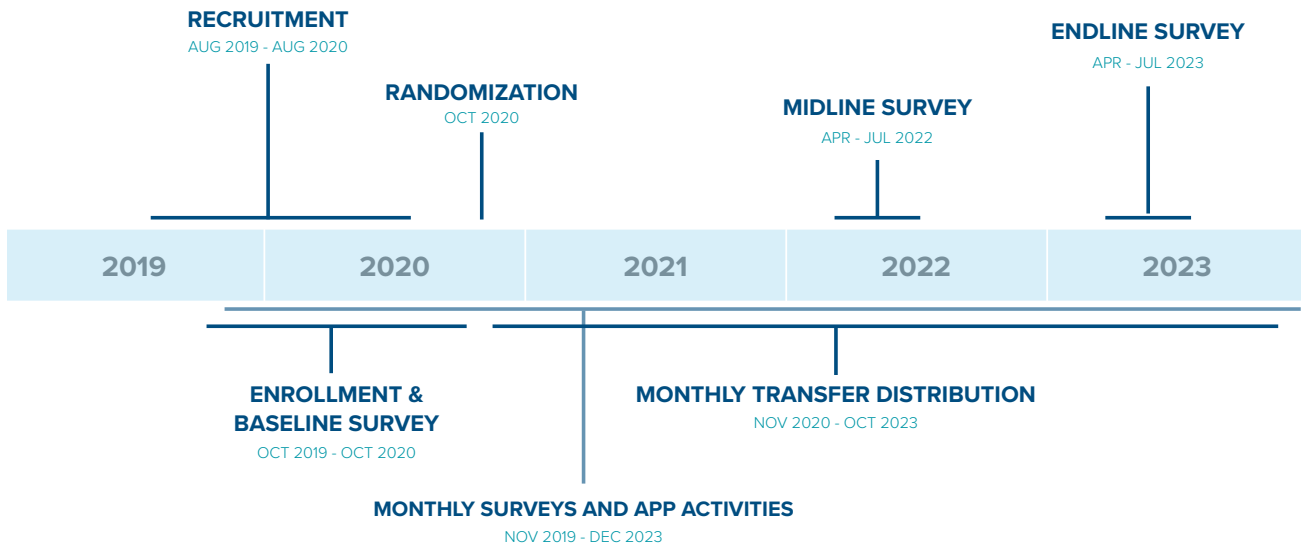 RECRUITMENT
AUG 2019 - AUG 2020
RANDOMIZATION
OCT 2020
MIDLINE SURVEY
APR - JUL 2022
ENDLINE SURVEY
APR - JUL 2023
2019
2020
2021
2022
2023
ENROLLMENT &
BASELINE SURVEY
OCT 2019 - OCT 2020
MONTHLY TRANSFER DISTRIBUTION
NOV 2020 - OCT 2023
MONTHLY SURVEYS AND APP ACTIVITIES
NOV 2019 - DEC 2023